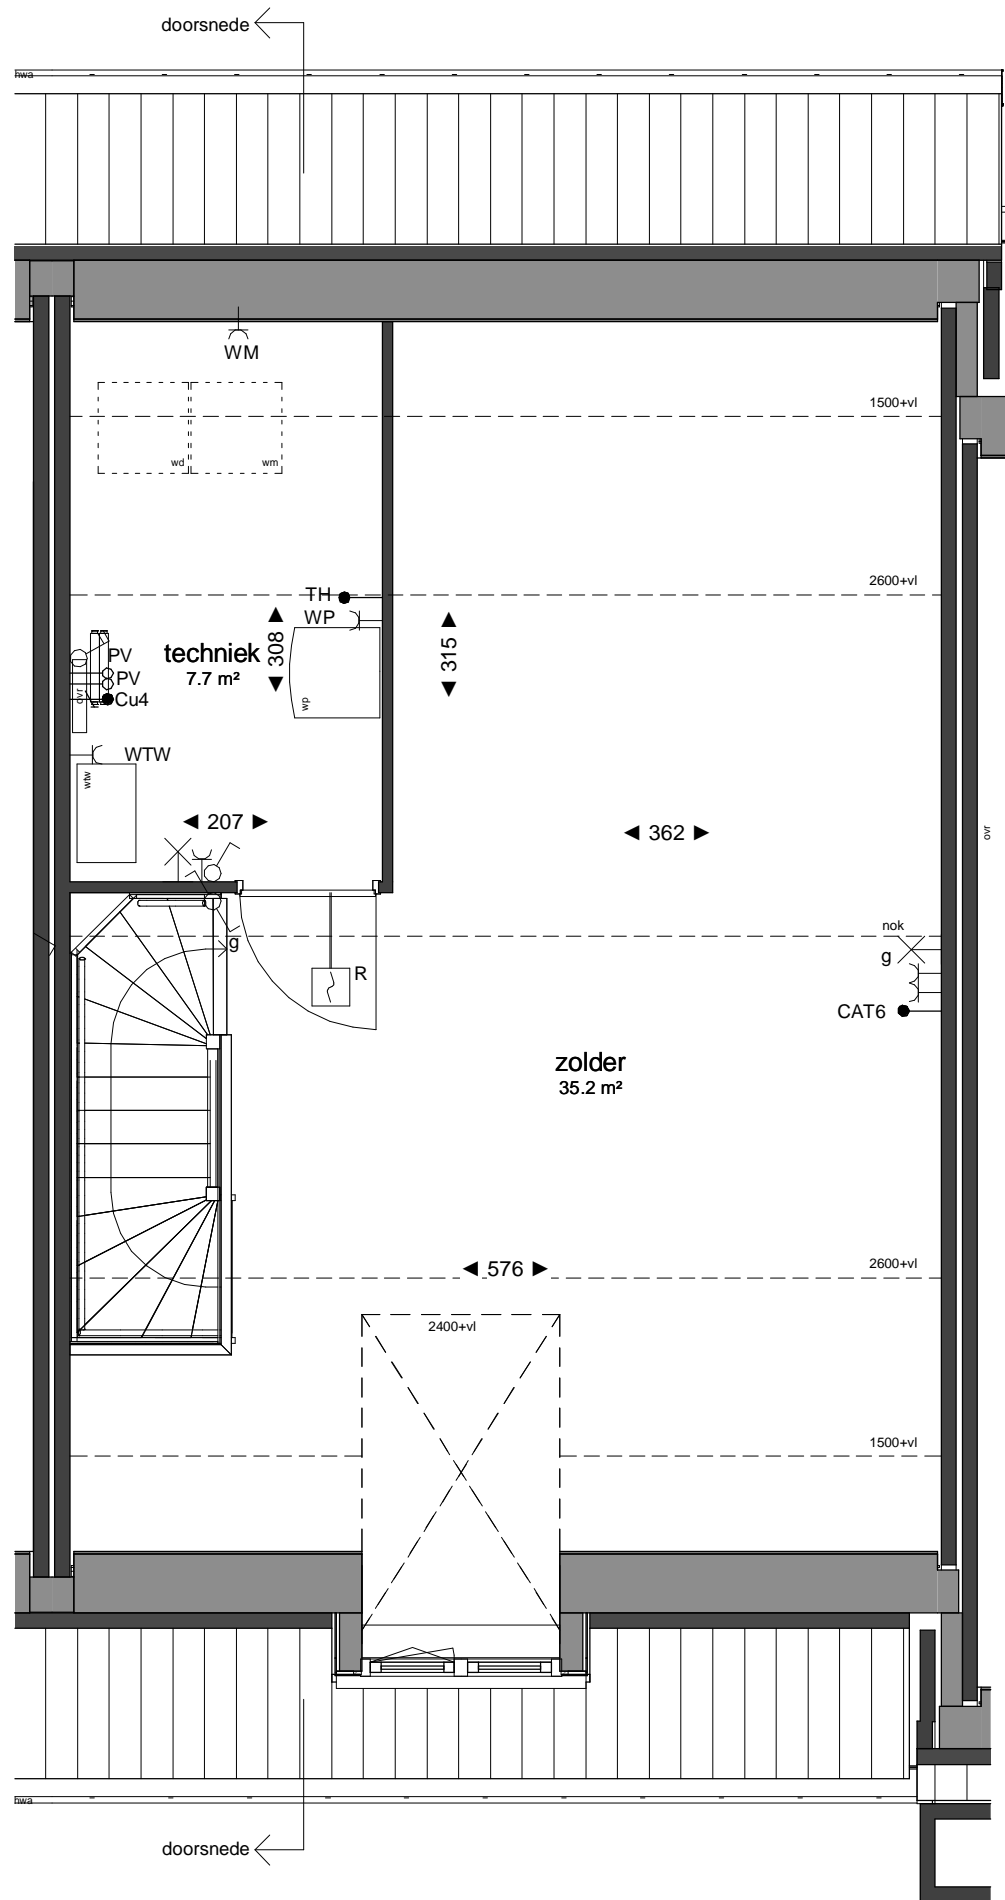 doorsnede
hwa
WM
1500+vl
wd
wm
2600+vl
TH
WP
308
315
techniek
7.7 m²
PV
PV
Cu4
ovr
wp
WTW
wtw
207
362
ovr
nok
g
g
R
CAT6
zolder
35.2 m²
2600+vl
576
2400+vl
1500+vl
hwa
doorsnede